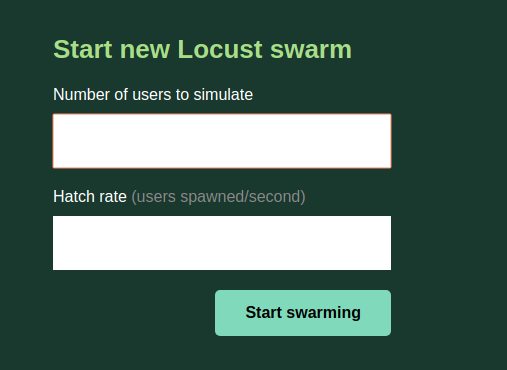 Start new Locust swarm
Number of users to simulate
Hatch rate (users spawned/second)
Start swarming